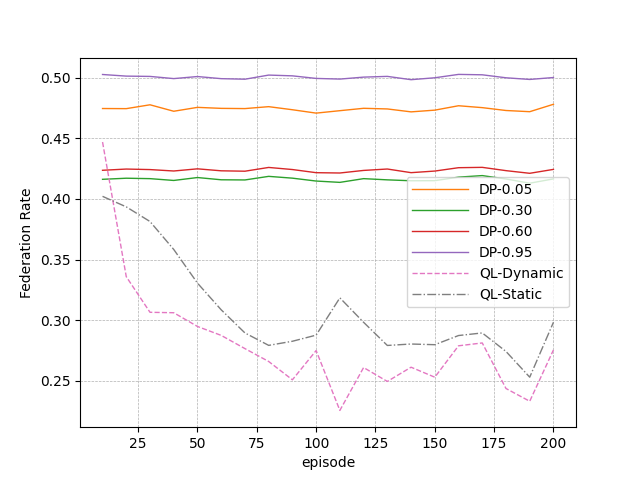 0.50
0.45
0.40
0.35
0.30
0.25
Federation Rate
DP-0.05
DP-0.30
DP-0.60
DP-0.95
QL-Dynamic
QL-Static
25 50 75 100 125 150 175 200
episode